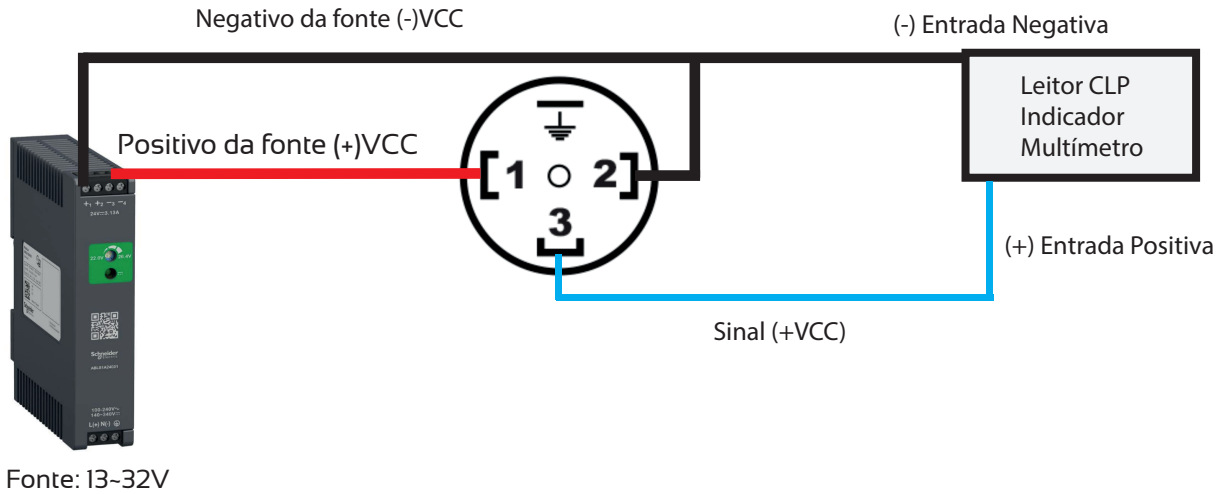 Negativo da fonte (-)VCC
(-) Entrada Negativa
Leitor CLP
Indicador
Multímetro
Positivo da fonte (+)VCC
1
2
3
(+) Entrada Positiva
Sinal (+VCC)
Schneider
L(+) N(-)
Fonte: 13~32V